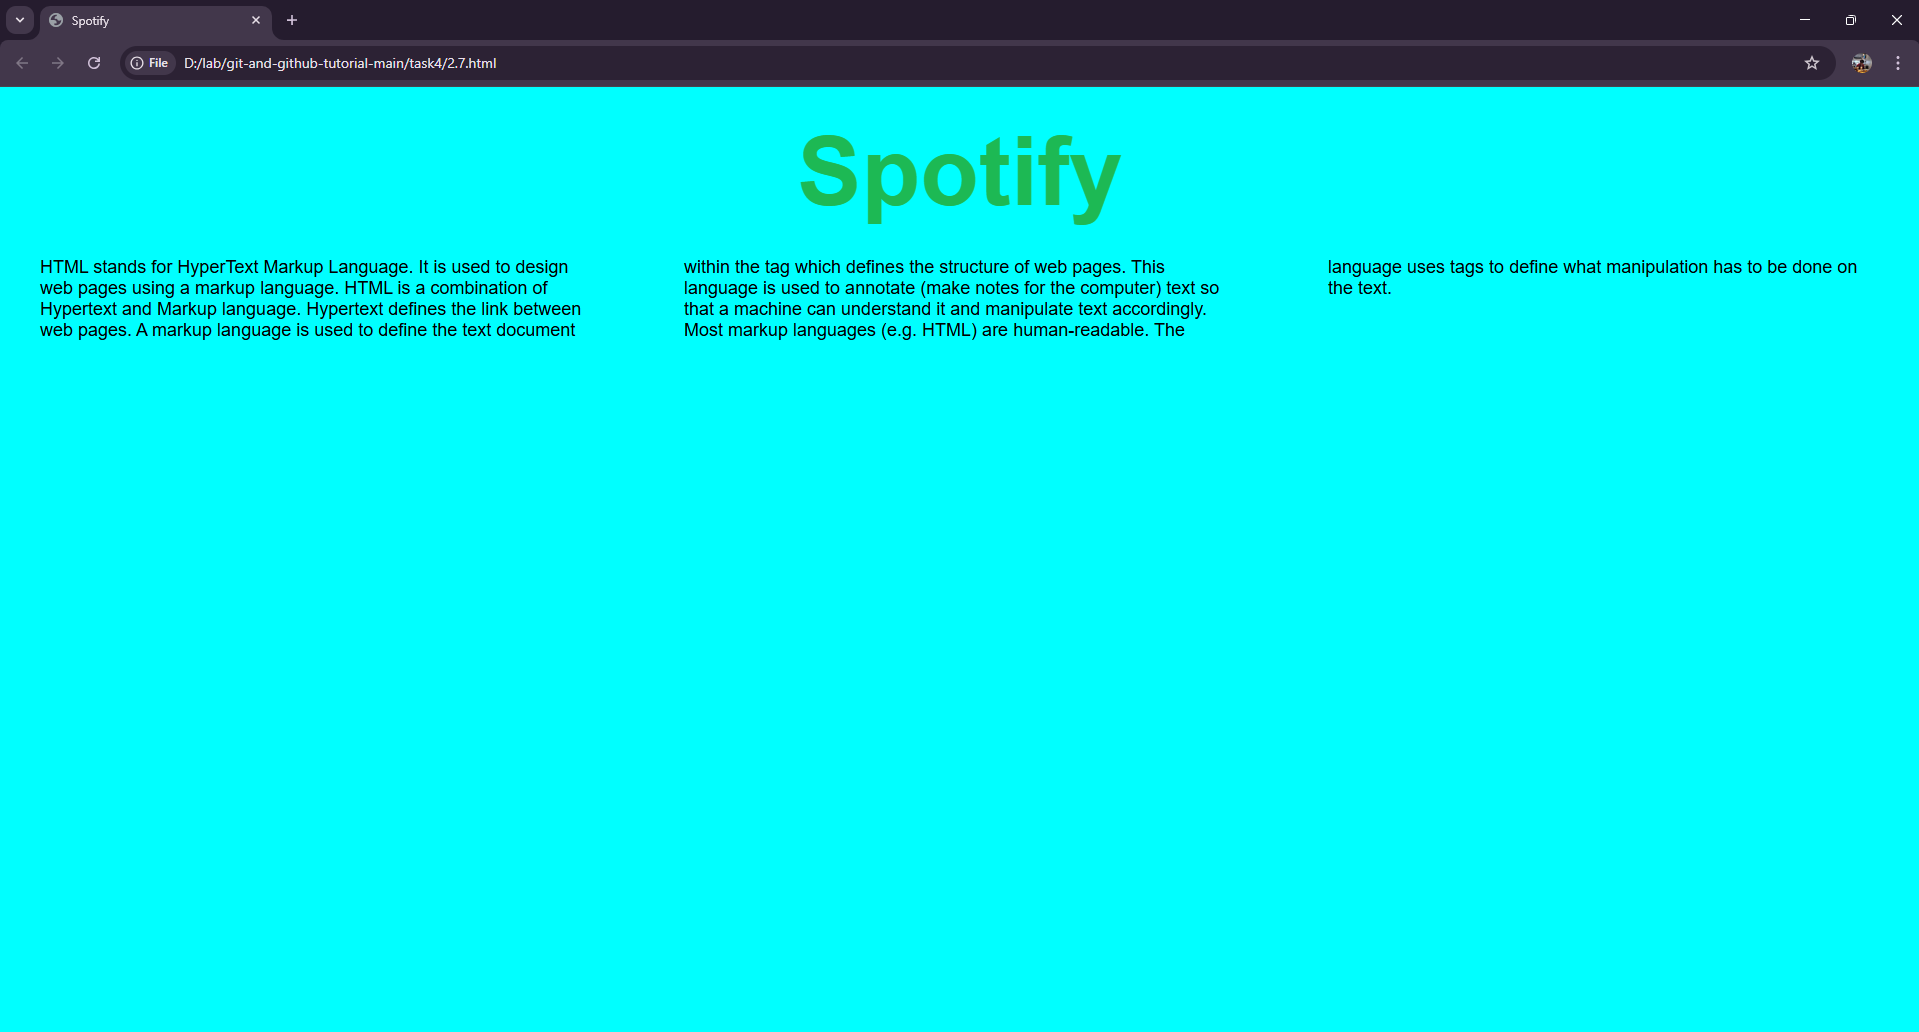 Spotify
File D:/lab/git-and-github-tutorial-main/task4/2.7.html
Spotify
HTML stands for HyperText Markup Language. It is used to design
web pages using a markup language. HTML is a combination of
Hypertext and Markup language. Hypertext defines the link between
web pages. A markup language is used to define the text document
within the tag which defines the structure of web pages. This
language is used to annotate (make notes for the computer) text so
that a machine can understand it and manipulate text accordingly.
Most markup languages (e.g. HTML) are human-readable. The
language uses tags to define what manipulation has to be done on
the text.